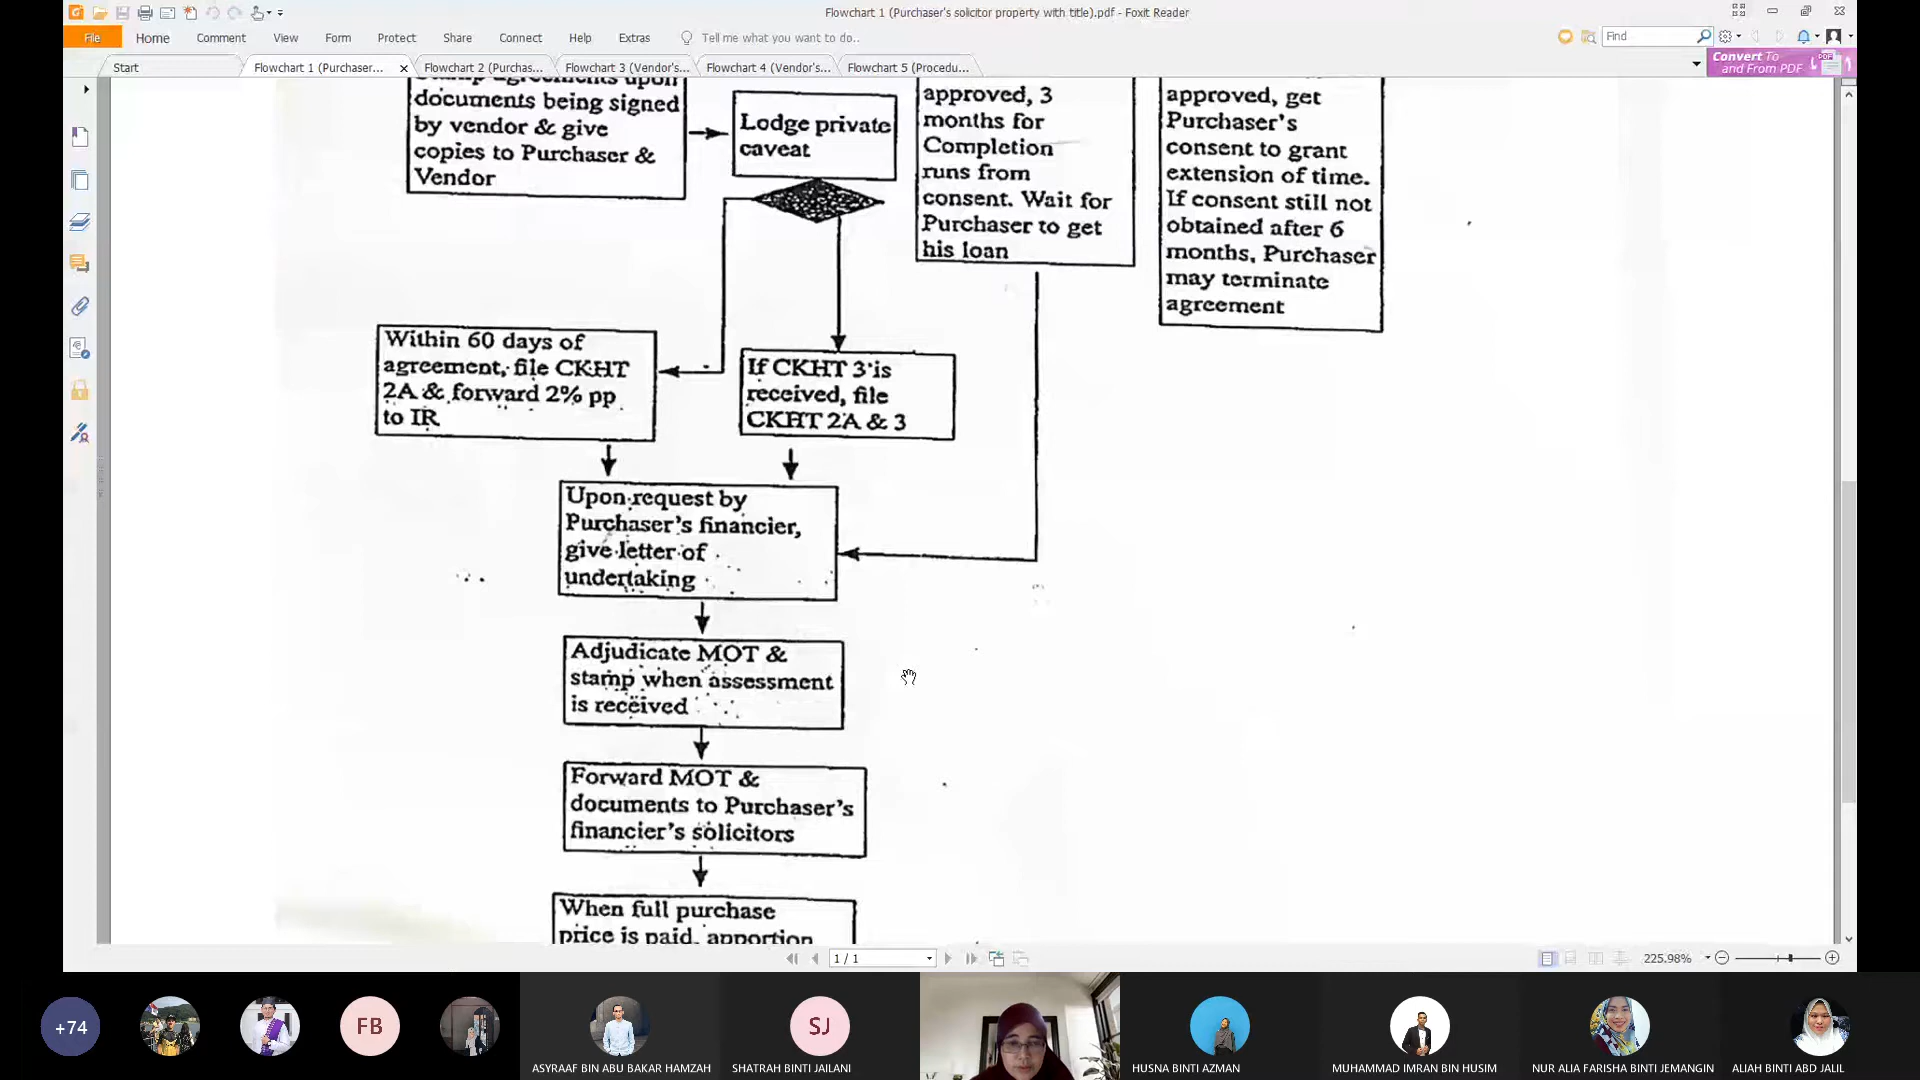 Flowchart 1 (Purchaser's solicitor property with title).pdf - Foxit Reader
File Home Comment View Form Protect Share Connect Help Extras Tell me what you want to do.. Find
Start Flowchart 1 (Purchaser... Flowchart 2 (Purchas... Flowchart 3 (Vendor's... Flowchart 4 (Vendor's... Flowchart 5 (Procedu...
Convert To
and From PDF
PDF
Stamp agreements upon
documents being signed
by vendor & give
copies to Purchaser &
Vendor
Lodge private
caveat
approved, 3
months for
Completion
runs from
consent. Wait for
Purchaser to get
his loan
approved, get
Purchaser's
consent to grant
extension of time.
If consent still not
obtained after 6
months, Purchaser
may terminate
agreement
Within 60 days of
agreement, file CKHT
2A & forward 2% pp
to IR
If CKHT 3 is
received, file
CKHT 2A & 3
Upon request by
Purchaser's financier,
give letter of
undertaking
Adjudicate MOT &
stamp when assessment
is received
Forward MOT &
documents to Purchaser's
financier's solicitors
When full purchase
price is paid, apportion
1 / 1
225.98%
+74
FB
SJ
ASYRAAF BIN ABU BAKAR HAMZAH
SHATRAH BINTI JAILANI
HUSNA BINTI AZMAN
MUHAMMAD IMRAN BIN HUSIM
NUR ALIA FARISHA BINTI JEMANGIN
ALIAH BINTI ABD JALIL